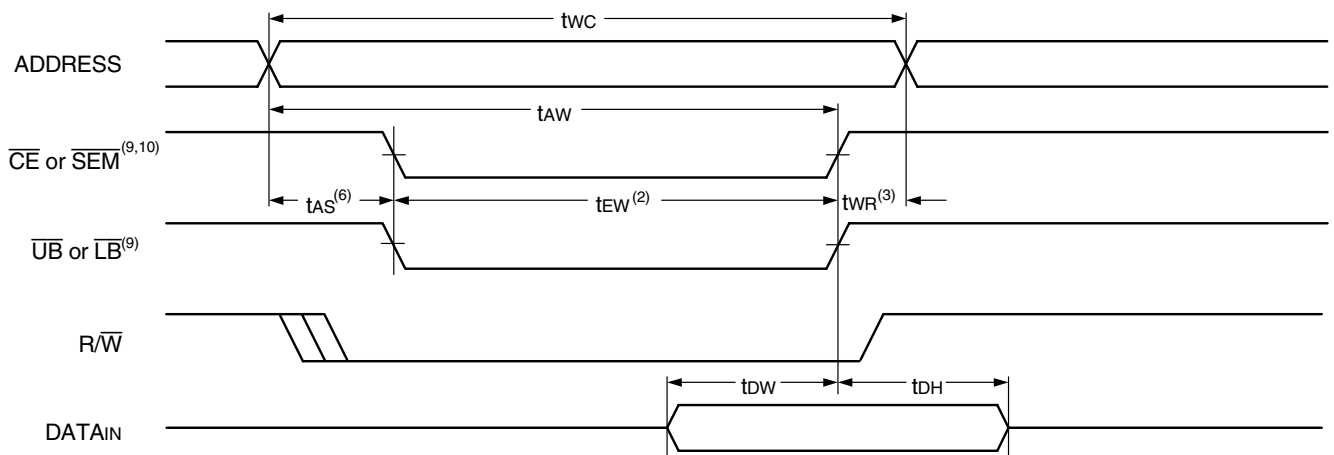 tWC
ADDRESS
tAW
CE or SEM(9,10)
tAS(6) tEW(2) tWR(3)
UB or LB(9)
R/W
tDW tDH
DATAIN